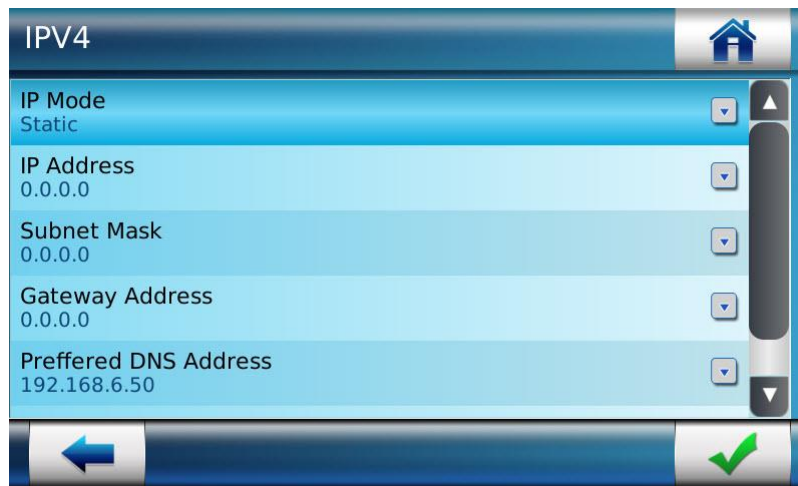 IPV4
IP Mode
Static
IP Address
0.0.0.0
Subnet Mask
0.0.0.0
Gateway Address
0.0.0.0
Preffered DNS Address
192.168.6.50